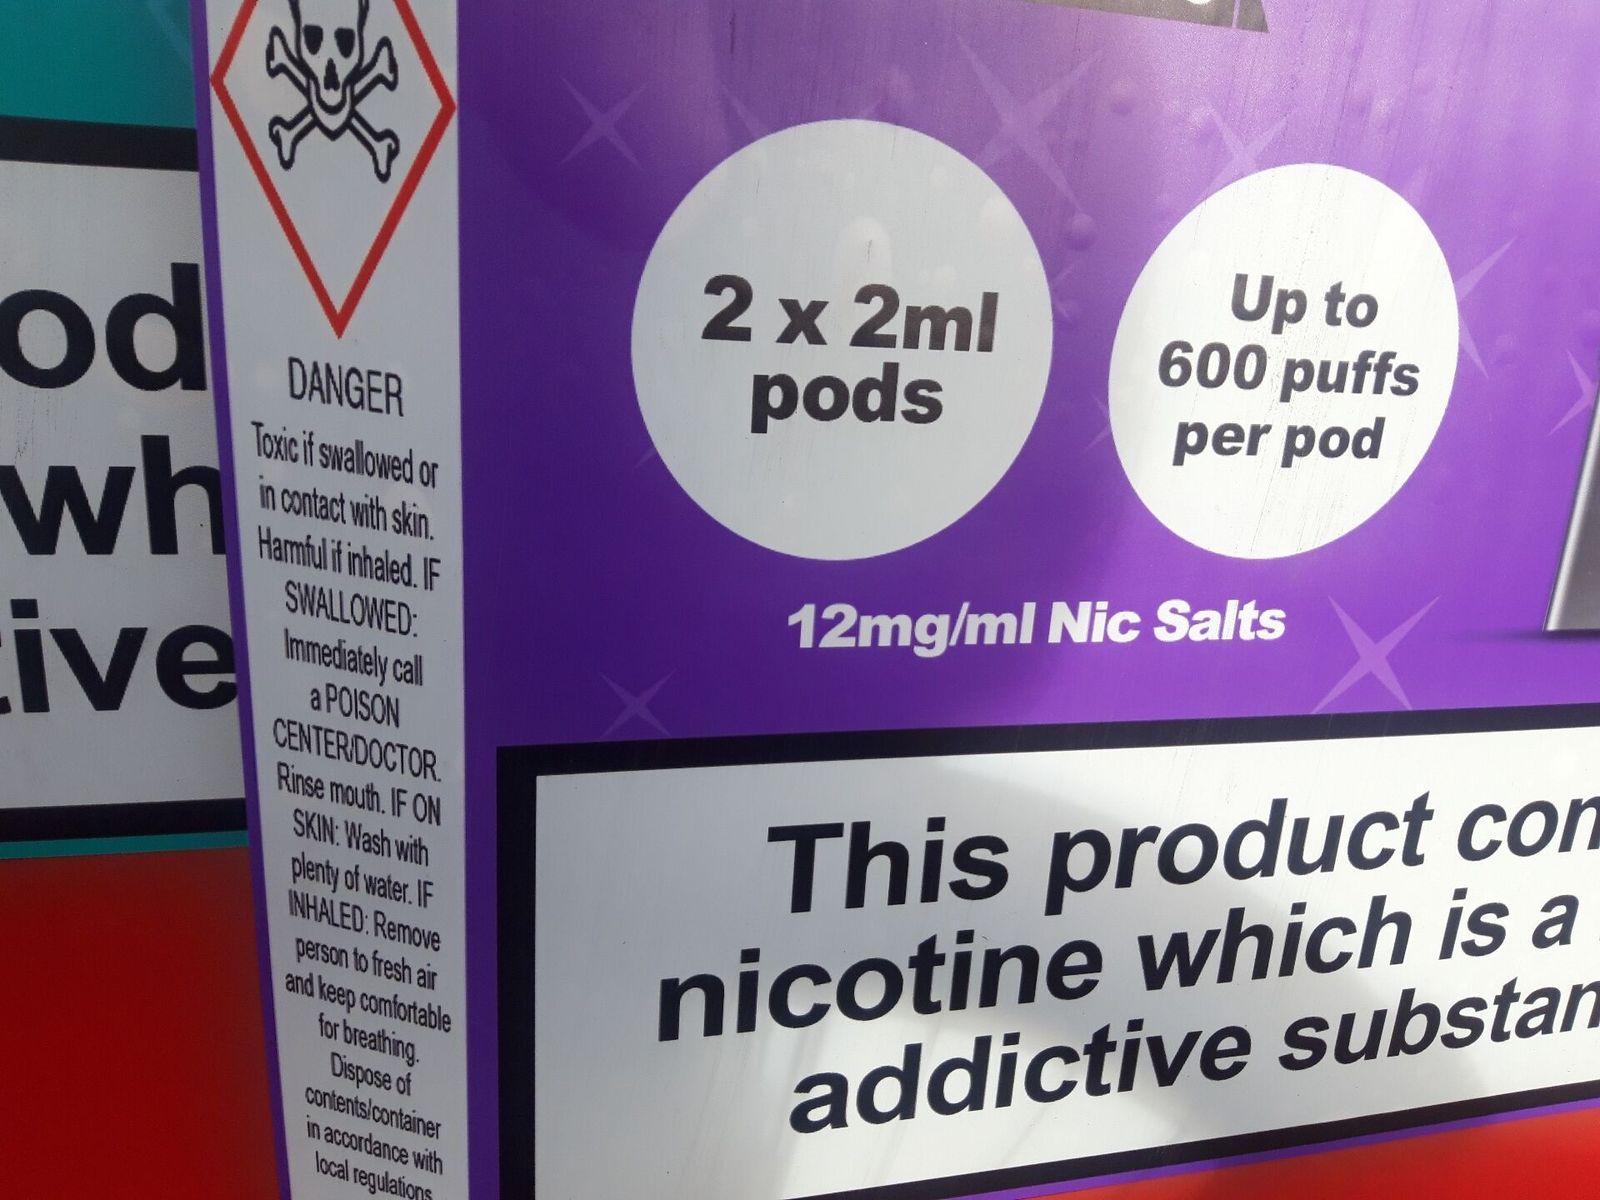 od
wh
tive
DANGER
Toxic if swallowed or
in contact with skin.
Harmful if inhaled. IF
SWALLOWED:
Immediately call
a POISON
CENTER/DOCTOR.
Rinse mouth. IF ON
SKIN: Wash with
plenty of water. IF
INHALED: Remove
person to fresh air
and keep comfortable
for breathing.
Dispose of
contents/container
in accordance with
local regulations
2 x 2ml
pods
Up to
600 puffs
per pod
12mg/ml Nic Salts
This product con
nicotine which is a
addictive substan